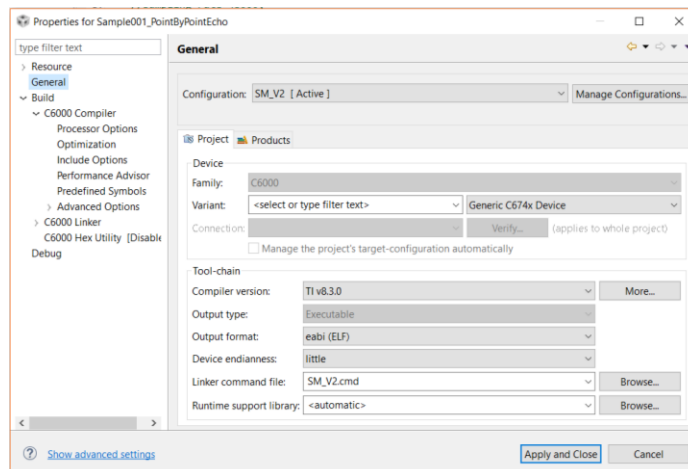 Properties for Sample001_PointByPointEcho
type filter text
Resource
General
Build
C6000 Compiler
Processor Options
Optimization
Include Options
Performance Advisor
Predefined Symbols
Advanced Options
C6000 Linker
C6000 Hex Utility [Disable
Debug
General
Configuration: SM_V2 [ Active ] Manage Configurations...
Project Products
Device
Family: C6000
Variant: <select or type filter text> Generic C674x Device
Connection: Verify... (applies to whole project)
Manage the project's target-configuration automatically
Tool-chain
Compiler version: TI v8.3.0 More...
Output type: Executable
Output format: eabi (ELF)
Device endianness: little
Linker command file: SM_V2.cmd Browse...
Runtime support library: <automatic> Browse...
Show advanced settings Apply and Close Cancel